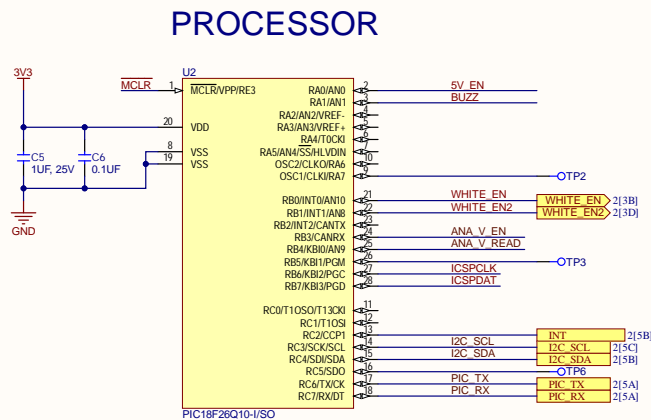 PROCESSOR
U2
3V3
MCLR
1
MCLR/VPP/RE3
20
VDD
8
VSS
19
VSS
C5
1UF, 25V
C6
0.1UF
GND
RA0/AN0 2 5V_EN
RA1/AN1 3 BUZZ
RA2/AN2/VREF- 4
RA3/AN3/VREF+ 5
RA4/T0CKI 6
RA5/AN4/SS/HLVDIN 7
OSC2/CLKO/RA6 10
OSC1/CLKI/RA7 9 TP2
RB0/INT0/AN10 21 WHITE_EN WHITE_EN 2[3B]
RB1/INT1/AN8 22 WHITE_EN2 WHITE_EN2 2[3D]
RB2/INT2/CANTX 23
RB3/CANRX 24 ANA_V_EN
RB4/KBI0/AN9 25 ANA_V_READ
RB5/KBI1/PGM 26 TP3
RB6/KBI2/PGC 27 ICSPCLK
RB7/KBI3/PGD 28 ICSPDAT
RC0/T1OSO/T13CKI 11
RC1/T1OSI 12
RC2/CCP1 13 INT 2[5B]
RC3/SCK/SCL 14 I2C_SCL I2C_SCL 2[5C]
RC4/SDI/SDA 15 I2C_SDA I2C_SDA 2[5B]
RC5/SDO 16 TP6
RC6/TX/CK 17 PIC_TX PIC_TX 2[5A]
RC7/RX/DT 18 PIC_RX PIC_RX 2[5A]
PIC18F26Q10-I/SO